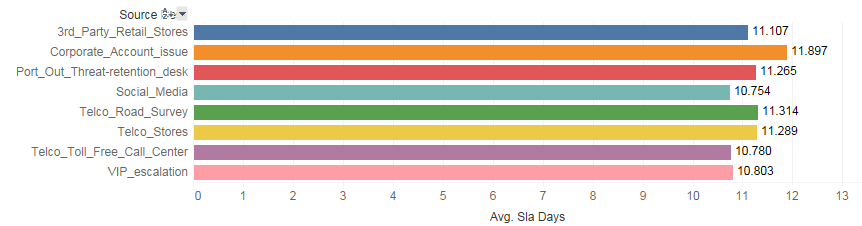 Source
3rd_Party_Retail_Stores 11.107
Corporate_Account_issue 11.897
Port_Out_Threat-retention_desk 11.265
Social_Media 10.754
Telco_Road_Survey 11.314
Telco_Stores 11.289
Telco_Toll_Free_Call_Center 10.780
VIP_escalation 10.803
0 1 2 3 4 5 6 7 8 9 10 11 12 13
Avg. Sla Days